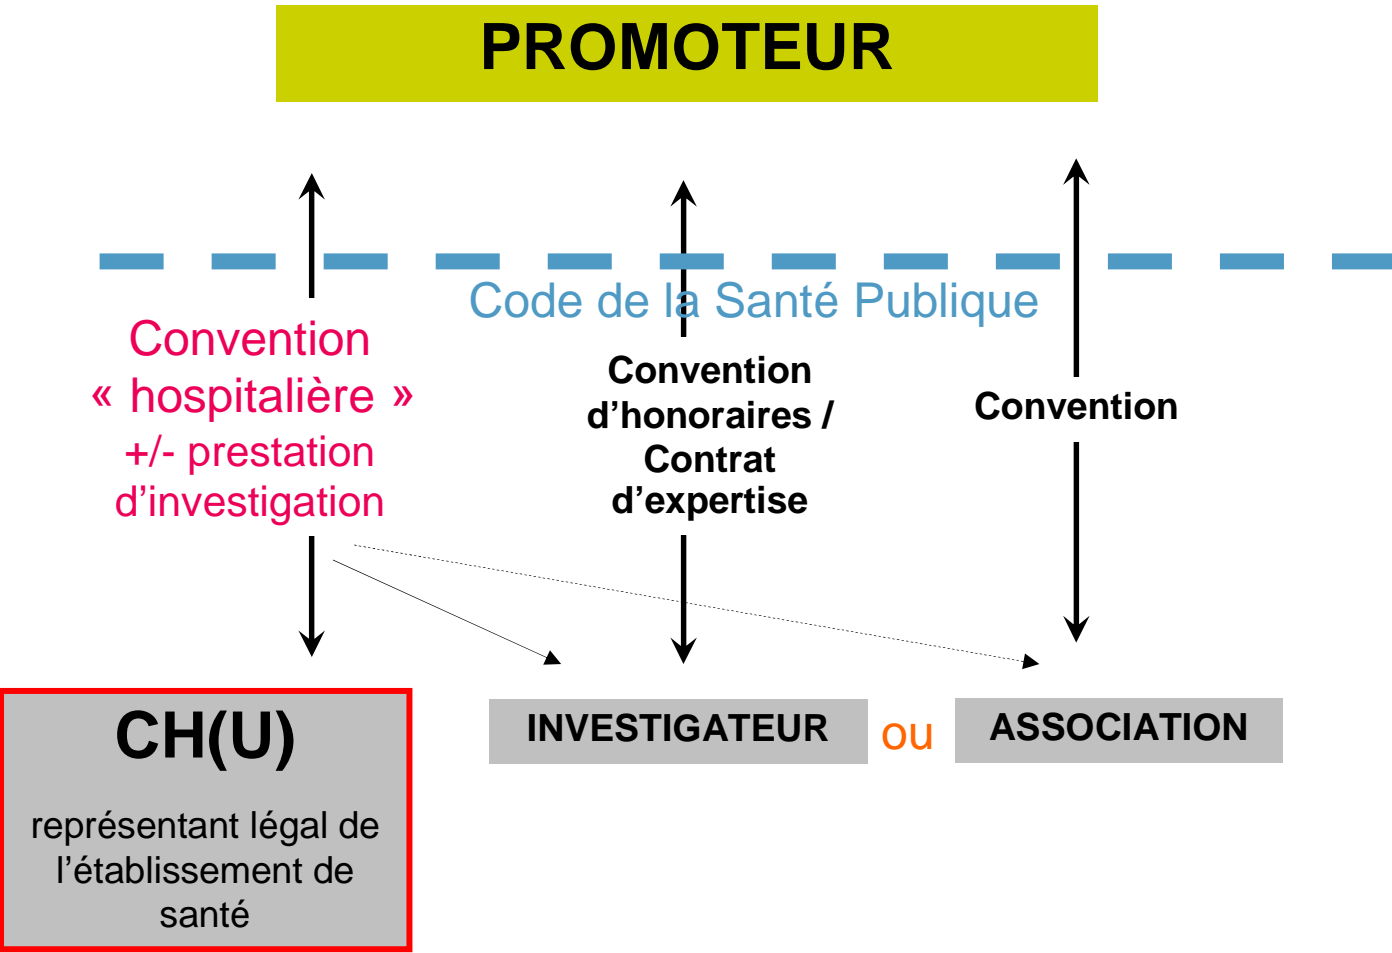 PROMOTEUR
Code de la Santé Publique
Convention
« hospitalière »
+/- prestation
d’investigation
Convention
d’honoraires /
Contrat
d’expertise
Convention
CH(U)
représentant légal de
l’établissement de
santé
INVESTIGATEUR
ou
ASSOCIATION